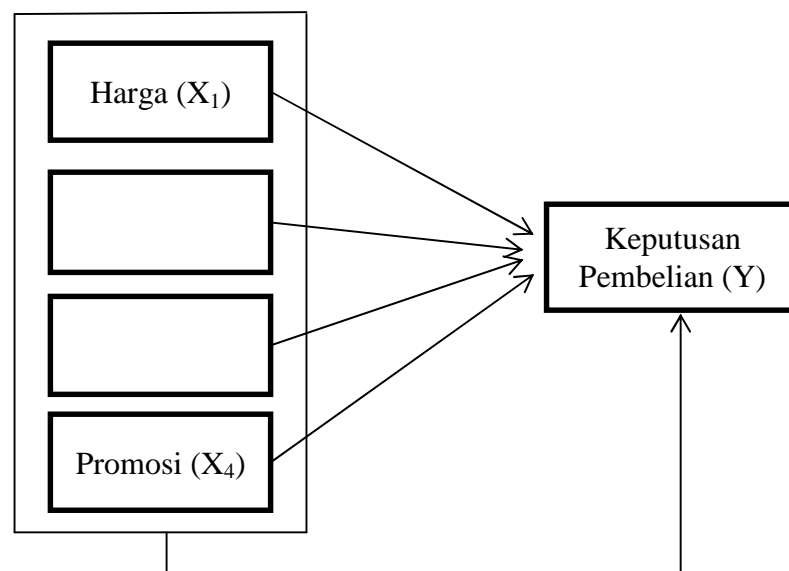 Harga (X₁)
Keputusan
Pembelian (Y)
Promosi (X₄)